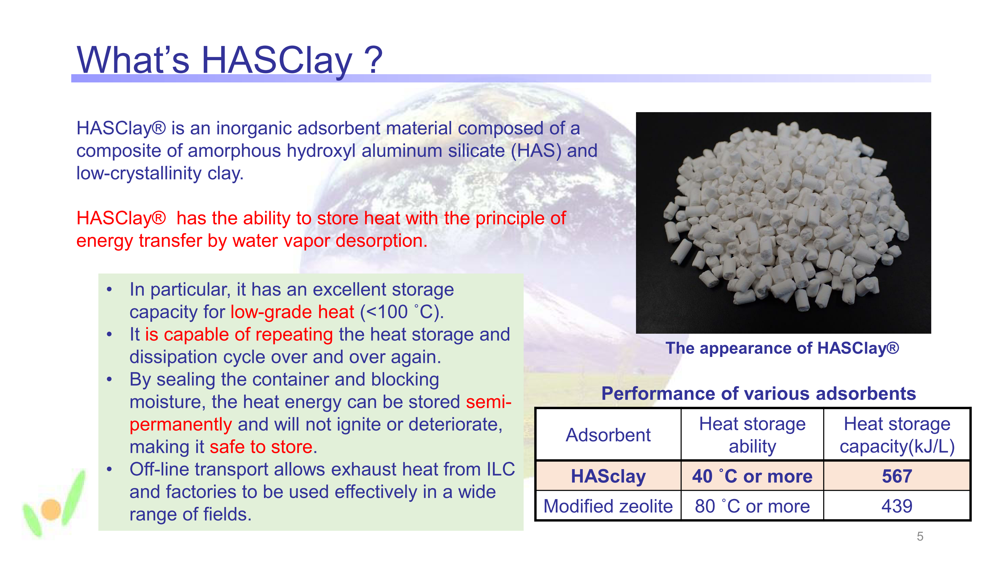 What’s HASClay ?
HASClay® is an inorganic adsorbent material composed of a
composite of amorphous hydroxyl aluminum silicate (HAS) and
low-crystallinity clay.
HASClay®  has the ability to store heat with the principle of
energy transfer by water vapor desorption.
• In particular, it has an excellent storage
capacity for low-grade heat (<100 ˚C).
• It is capable of repeating the heat storage and
dissipation cycle over and over again.
• By sealing the container and blocking
moisture, the heat energy can be stored semi-
permanently and will not ignite or deteriorate,
making it safe to store.
• Off-line transport allows exhaust heat from ILC
and factories to be used effectively in a wide
range of fields.
The appearance of HASClay®
Performance of various adsorbents
Adsorbent
Heat storage
ability
Heat storage
capacity(kJ/L)
HASclay 40 ˚C or more 567
Modified zeolite 80 ˚C or more 439
5